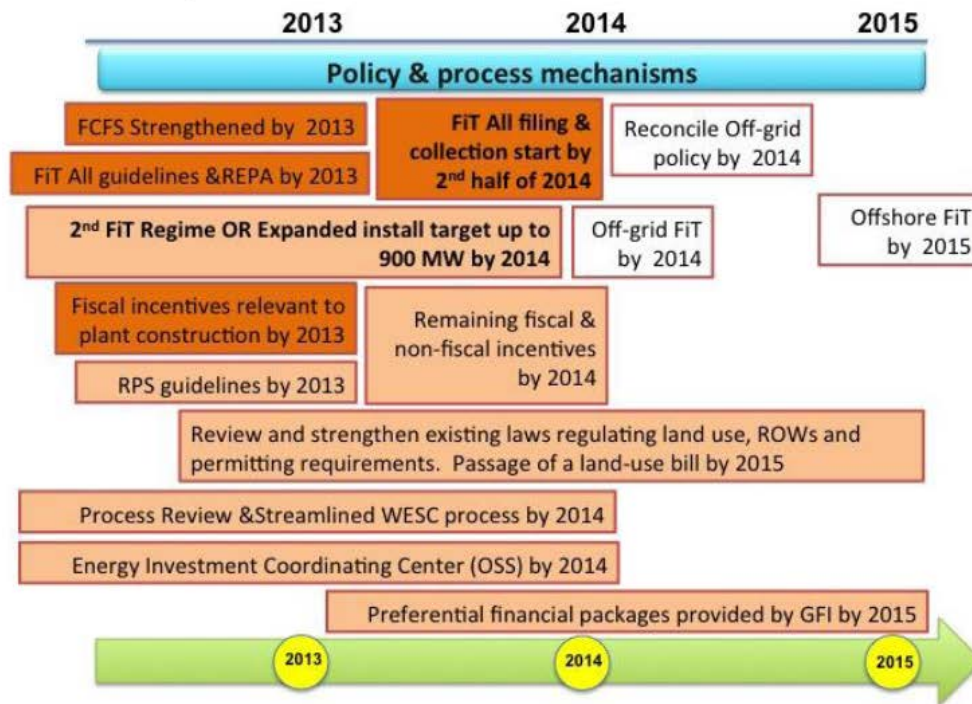 2013 2014 2015
Policy & process mechanisms
FCFS Strengthened by 2013
FiT All guidelines &REPA by 2013
FiT All filing &
collection start by
2nd half of 2014
Reconcile Off-grid
policy by 2014
2nd FiT Regime OR Expanded install target up to
900 MW by 2014
Off-grid FiT
by 2014
Offshore FiT
by 2015
Fiscal incentives relevant to
plant construction by 2013
Remaining fiscal &
non-fiscal incentives
by 2014
RPS guidelines by 2013
Review and strengthen existing laws regulating land use, ROWs and
permitting requirements. Passage of a land-use bill by 2015
Process Review &Streamlined WESC process by 2014
Energy Investment Coordinating Center (OSS) by 2014
Preferential financial packages provided by GFI by 2015
2013 2014 2015